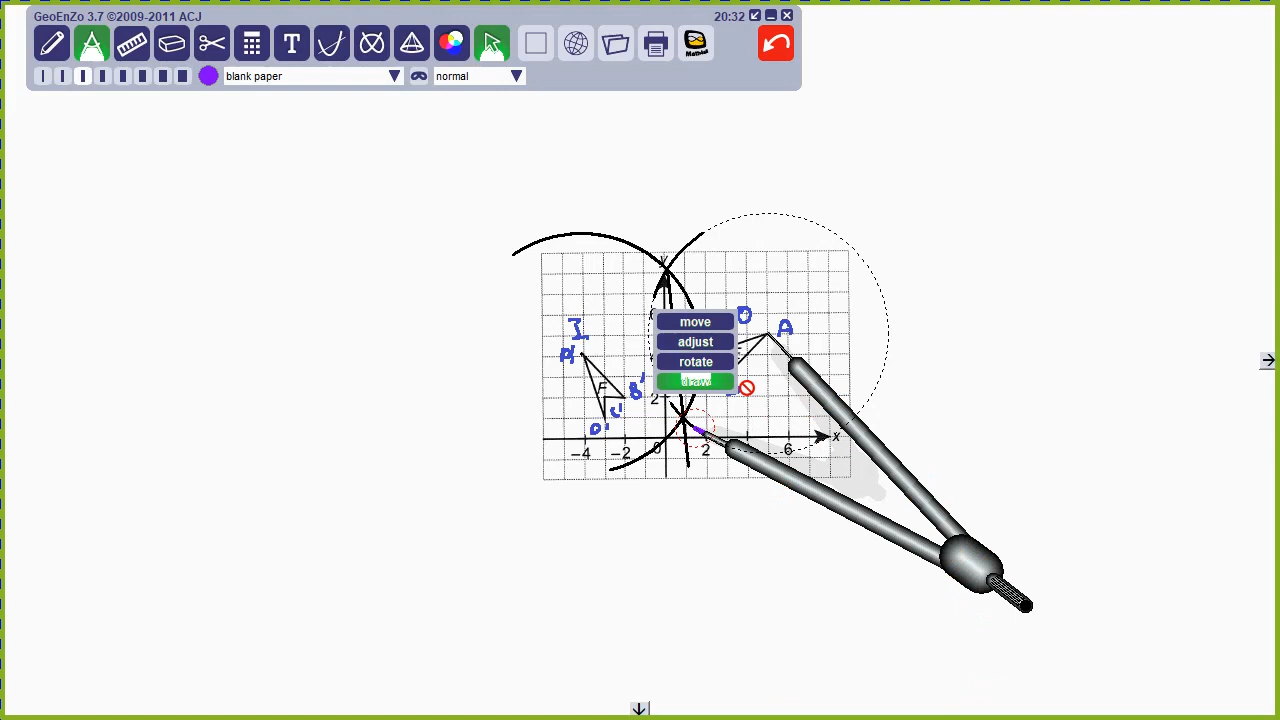 GeoEnZo 3.7 ©2009-2011 ACJ
20:32
T
MathAid
blank paper
normal
y
move
adjust
rotate
draw
I
A'
B'
C'
D'
F
D
A
2
-4 -2 0 2 6 x